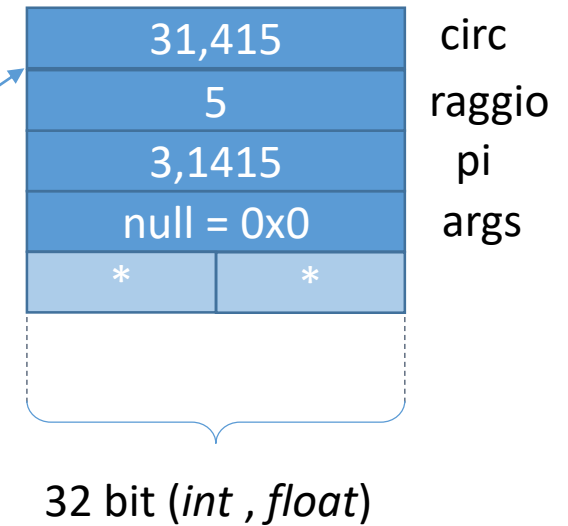 31,415 circ
5 raggio
3,1415 pi
null = 0x0 args
* *
32 bit (int , float)